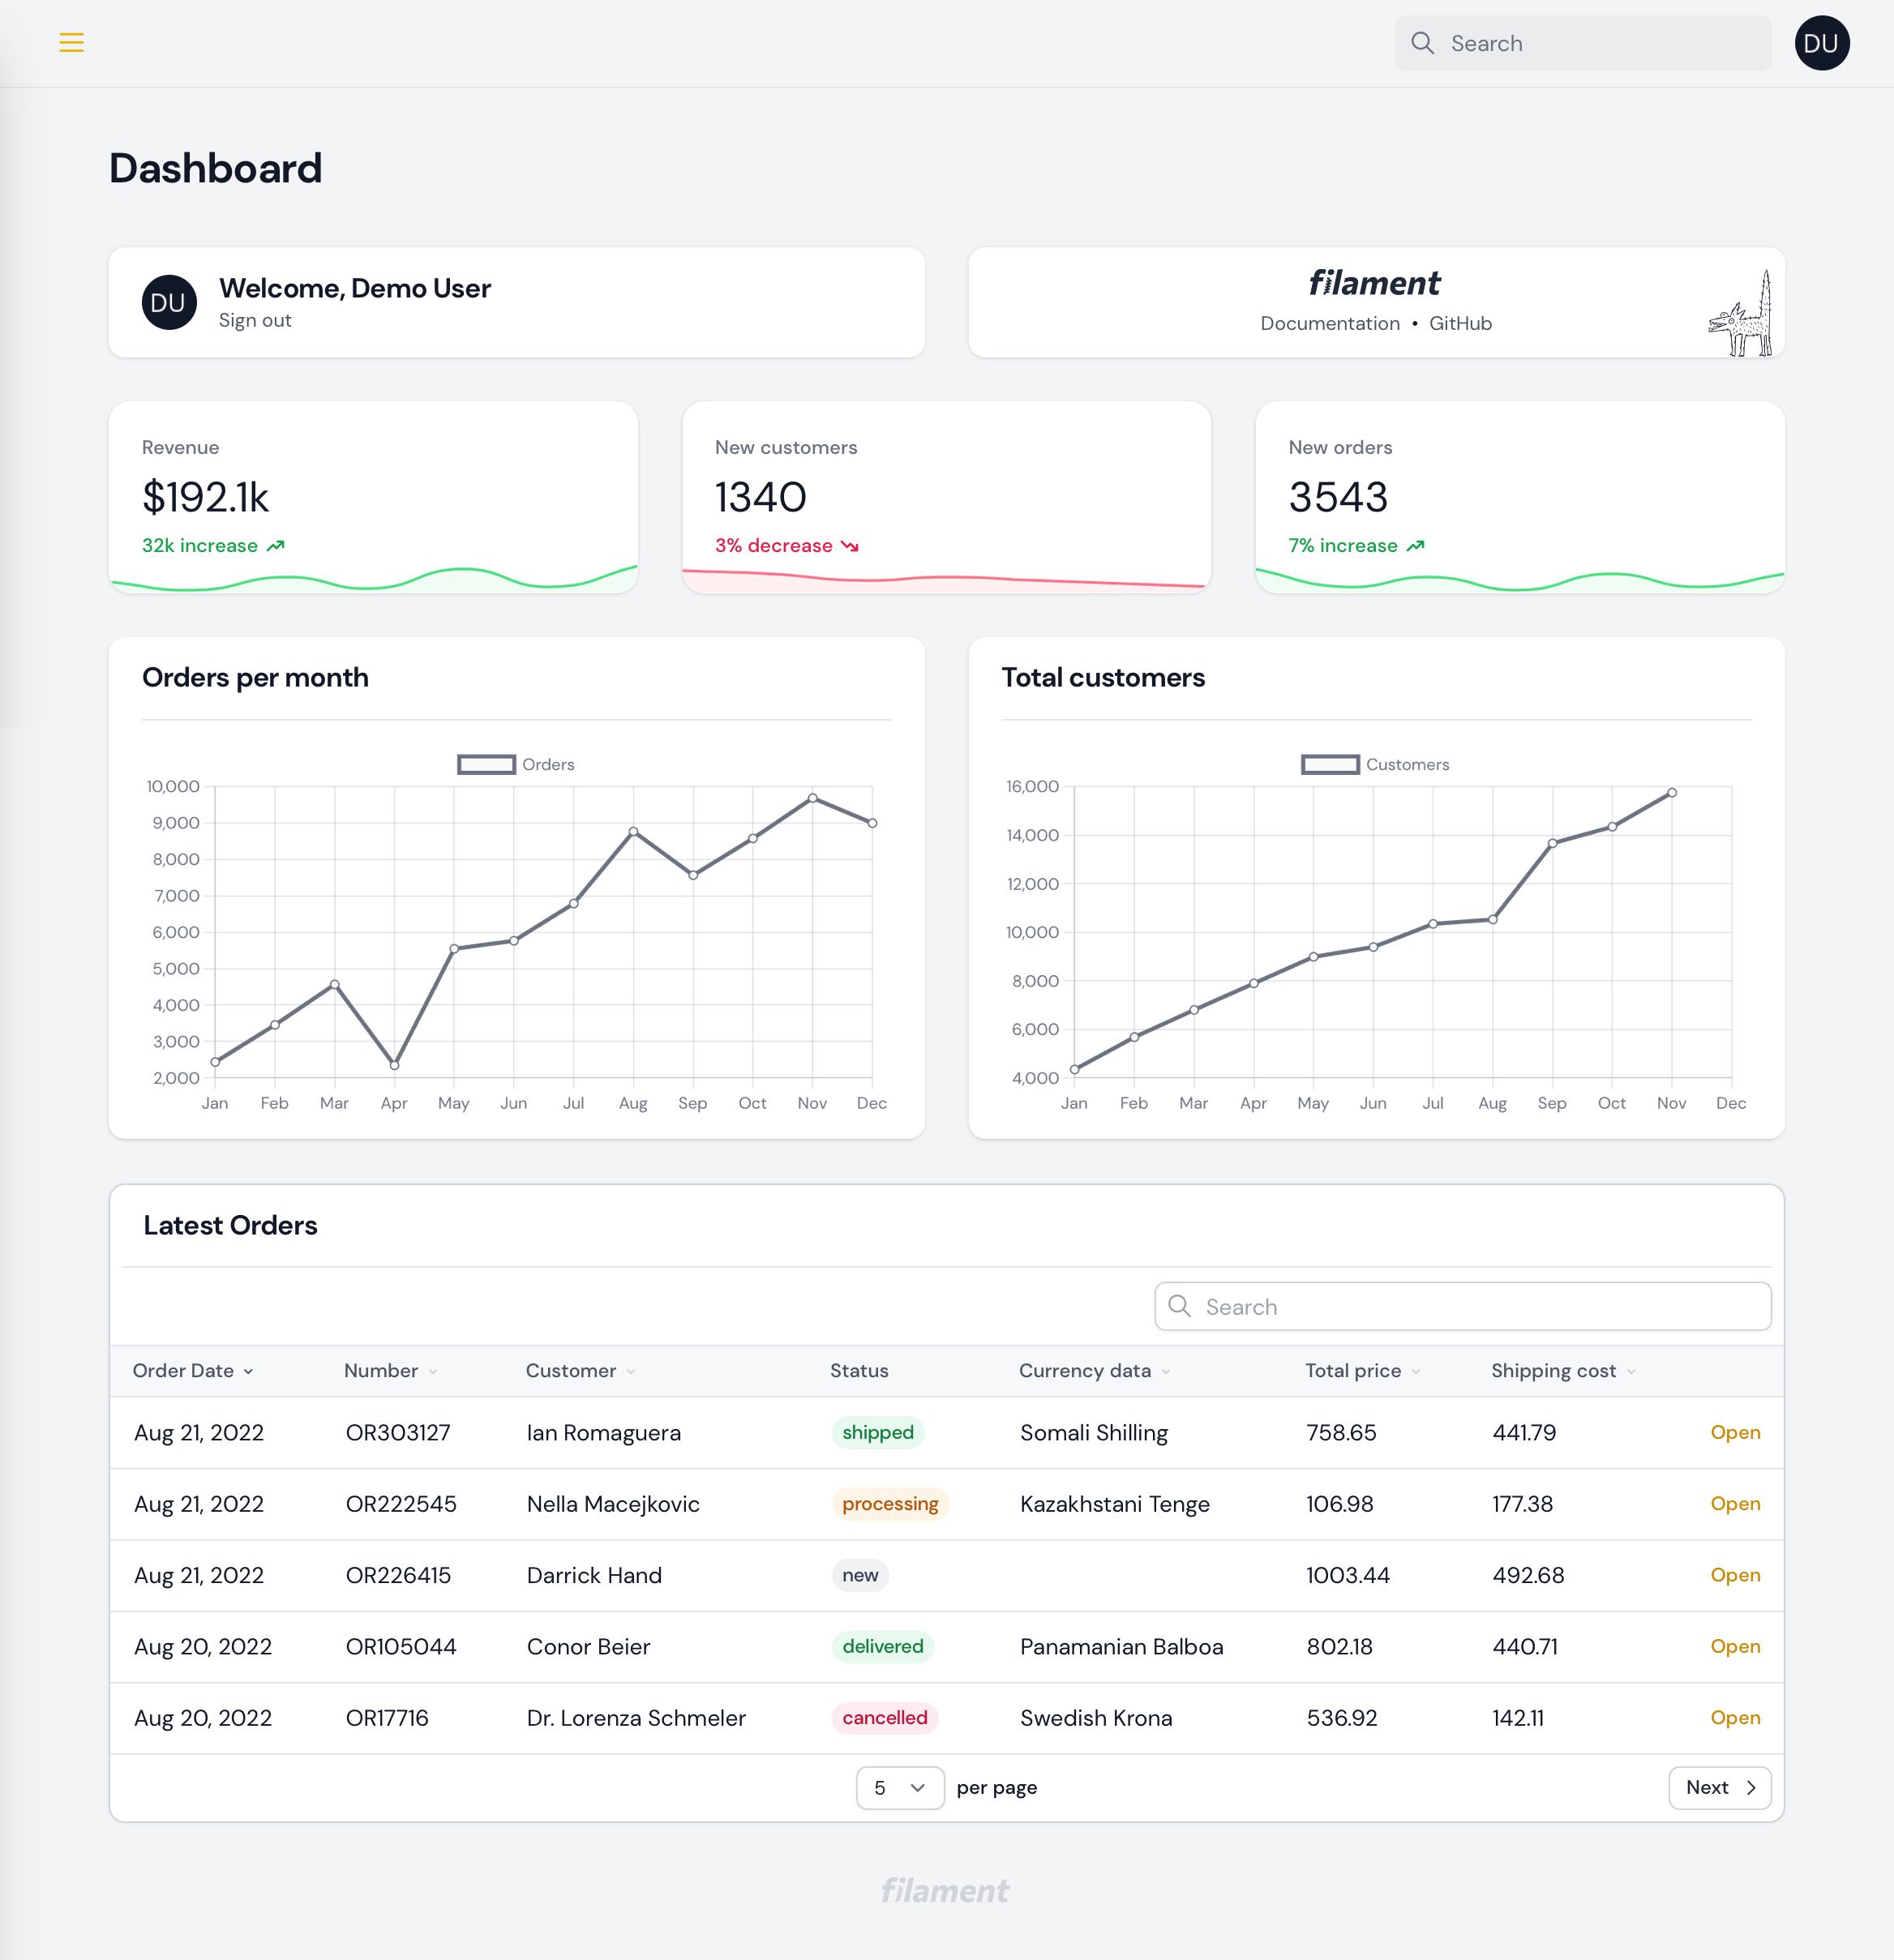 Search
DU
Dashboard
DU
Welcome, Demo User
Sign out
filament
Documentation • GitHub
Revenue
$192.1k
32k increase
New customers
1340
3% decrease
New orders
3543
7% increase
Orders per month
Orders
10,000
9,000
8,000
7,000
6,000
5,000
4,000
3,000
2,000
Jan Feb Mar Apr May Jun Jul Aug Sep Oct Nov Dec
Total customers
Customers
16,000
14,000
12,000
10,000
8,000
6,000
4,000
Jan Feb Mar Apr May Jun Jul Aug Sep Oct Nov Dec
Latest Orders
Search
Order Date Number Customer Status Currency data Total price Shipping cost
Aug 21, 2022 OR303127 Ian Romaguera shipped Somali Shilling 758.65 441.79 Open
Aug 21, 2022 OR222545 Nella Macejkovic processing Kazakhstani Tenge 106.98 177.38 Open
Aug 21, 2022 OR226415 Darrick Hand new 1003.44 492.68 Open
Aug 20, 2022 OR105044 Conor Beier delivered Panamanian Balboa 802.18 440.71 Open
Aug 20, 2022 OR17716 Dr. Lorenza Schmeler cancelled Swedish Krona 536.92 142.11 Open
5 per page Next
filament